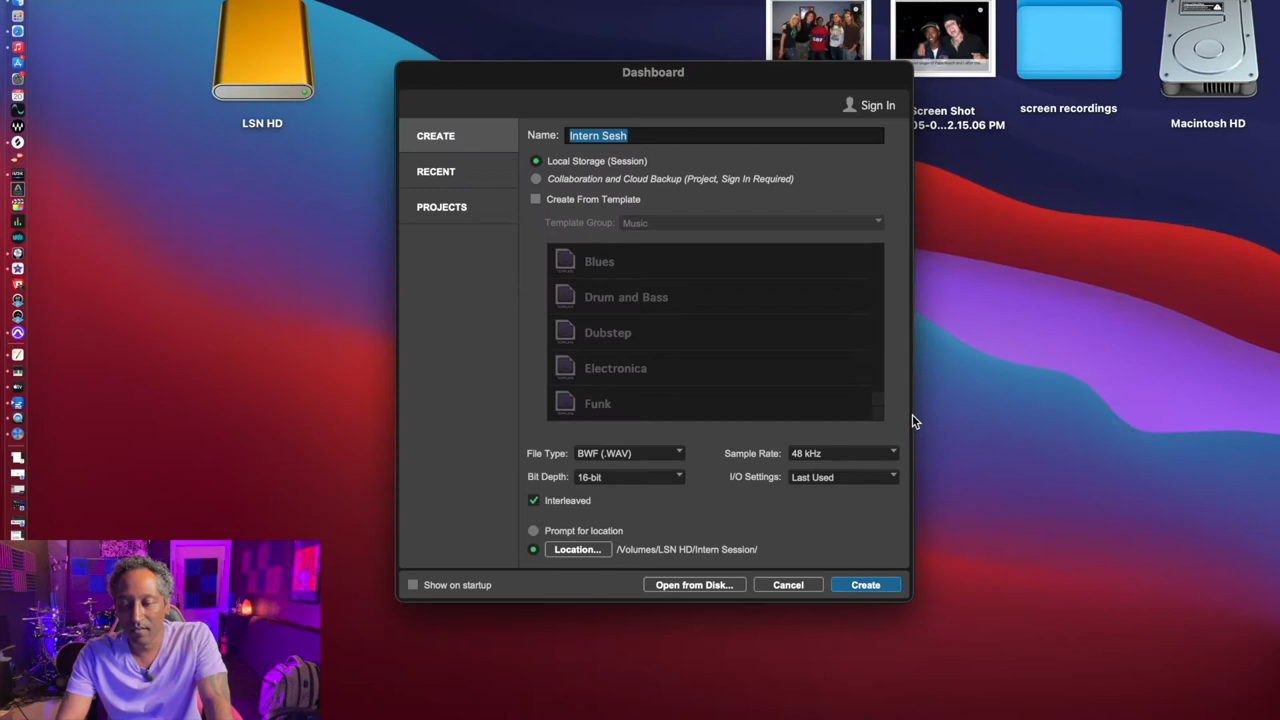 LSN HD
Screen Shot
05-0...2.15.06 PM
screen recordings
Macintosh HD
Dashboard
Sign In
CREATE
RECENT
PROJECTS
Name: Intern Sesh
Local Storage (Session)
Collaboration and Cloud Backup (Project, Sign In Required)
Create From Template
Template Group: Music
Blues
Drum and Bass
Dubstep
Electronica
Funk
File Type: BWF (.WAV)
Sample Rate: 48 kHz
Bit Depth: 16-bit
I/O Settings: Last Used
Interleaved
Prompt for location
Location... /Volumes/LSN HD/Intern Session/
Show on startup
Open from Disk...
Cancel
Create